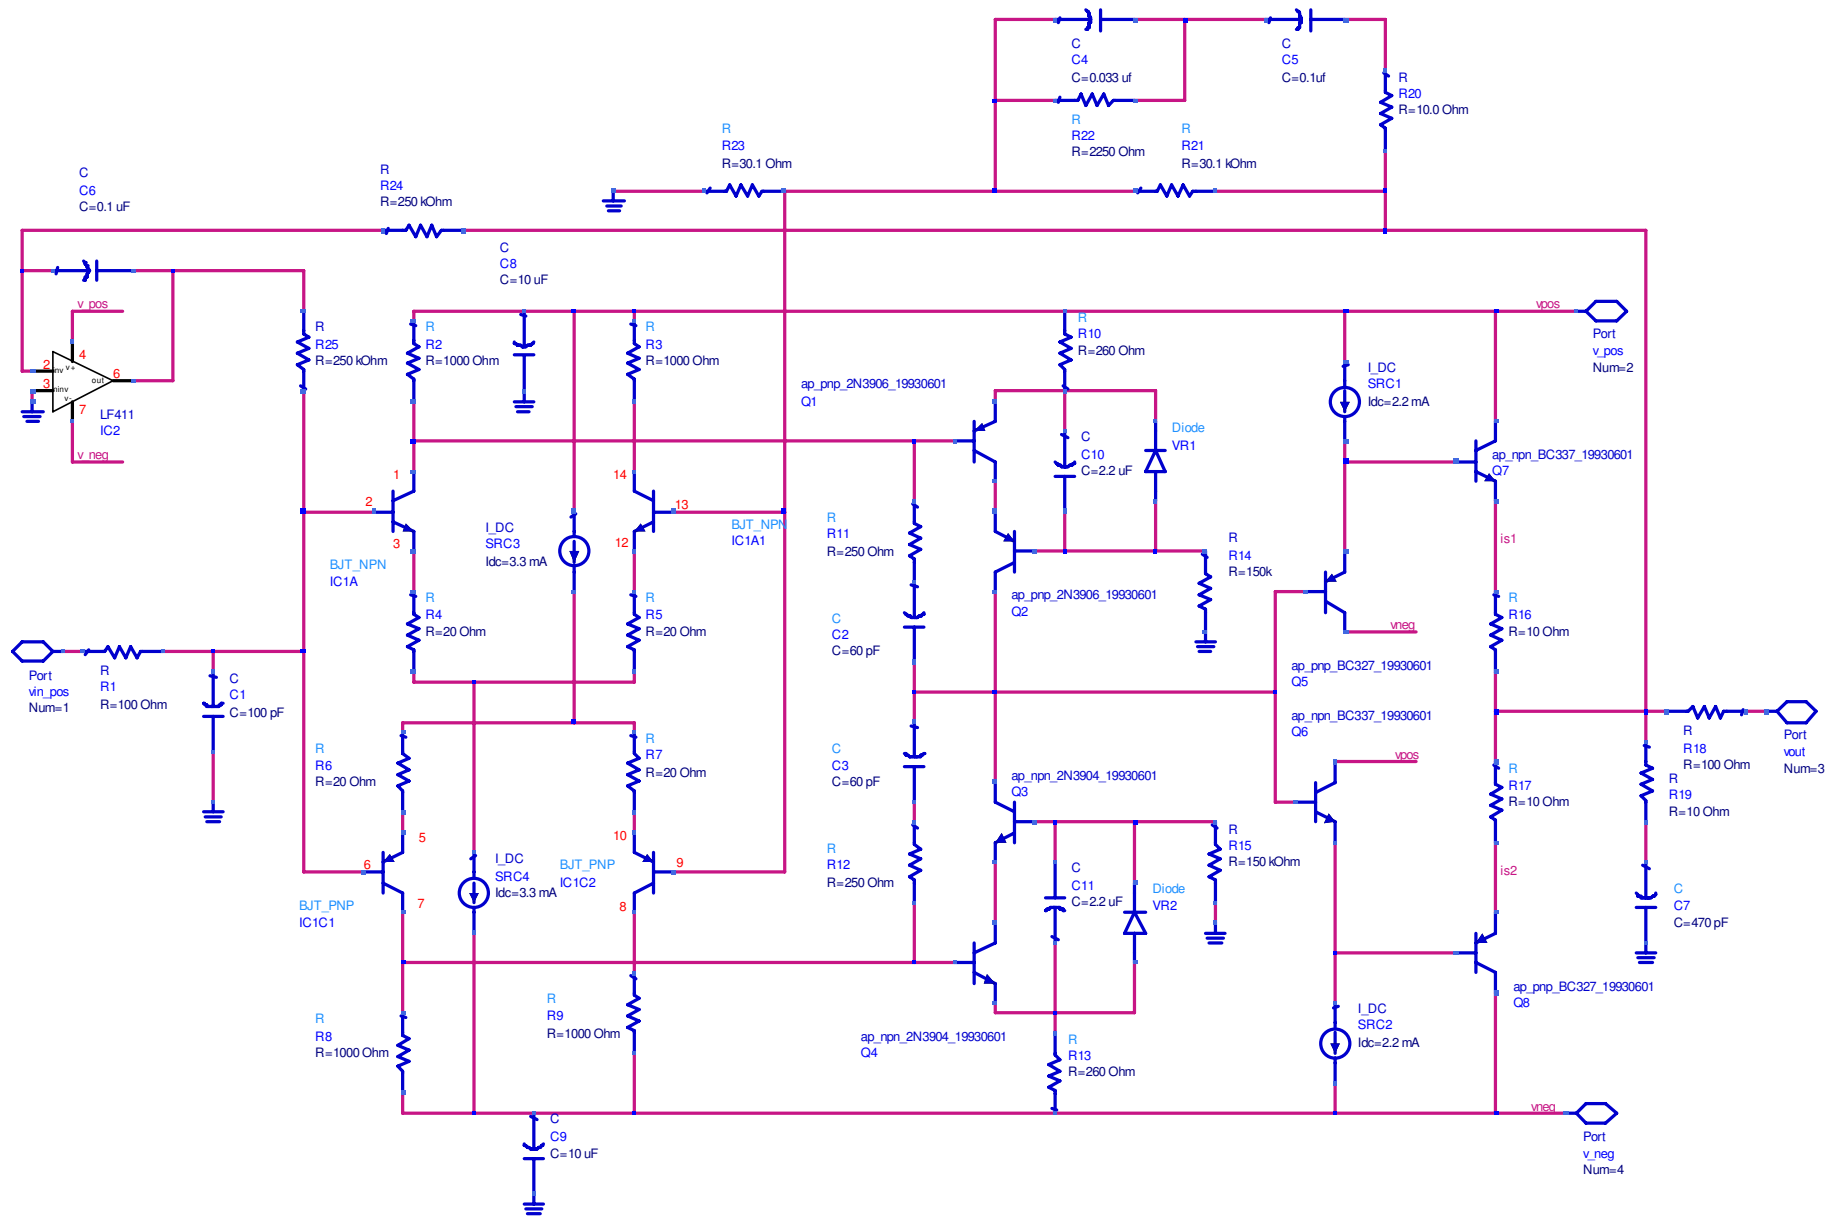 C
C4
C=0.033 uf
C
C5
C=0.1uf
R
R20
R=10.0 Ohm
R
R22
R=2250 Ohm
R
R21
R=30.1 kOhm
R
R23
R=30.1 Ohm
C
C6
C=0.1 uF
R
R24
R=250 kOhm
C
C8
C=10 uF
v_pos
4
2
inv
v+
3
ninv
v-
out
6
7
LF411
IC2
v_neg
R
R25
R=250 kOhm
R
R2
R=1000 Ohm
R
R3
R=1000 Ohm
R
R10
R=260 Ohm
vpos
Port
v_pos
Num=2
I_DC
SRC1
Idc=2.2 mA
ap_pnp_2N3906_19930601
Q1
C
C10
C=2.2 uF
Diode
VR1
ap_npn_BC337_19930601
Q7
1
2
3
14
13
12
BJT_NPN
IC1A
BJT_NPN
IC1A1
I_DC
SRC3
Idc=3.3 mA
R
R11
R=250 Ohm
R
R14
R=150k
is1
R
R4
R=20 Ohm
R
R5
R=20 Ohm
ap_pnp_2N3906_19930601
Q2
C
C2
C=60 pF
vneg
R
R16
R=10 Ohm
Port
vin_pos
Num=1
R
R1
R=100 Ohm
C
C1
C=100 pF
ap_pnp_BC327_19930601
Q5
ap_npn_BC337_19930601
Q6
vpos
R
R18
R=100 Ohm
Port
vout
Num=3
R
R6
R=20 Ohm
R
R7
R=20 Ohm
C
C3
C=60 pF
ap_npn_2N3904_19930601
Q3
R
R17
R=10 Ohm
R
R19
R=10 Ohm
5
6
7
10
9
8
I_DC
SRC4
Idc=3.3 mA
BJT_PNP
IC1C2
BJT_PNP
IC1C1
R
R12
R=250 Ohm
R
R15
R=150 kOhm
C
C11
C=2.2 uF
Diode
VR2
is2
C
C7
C=470 pF
R
R8
R=1000 Ohm
R
R9
R=1000 Ohm
ap_npn_2N3904_19930601
Q4
R
R13
R=260 Ohm
I_DC
SRC2
Idc=2.2 mA
ap_pnp_BC327_19930601
Q8
C
C9
C=10 uF
vneg
Port
v_neg
Num=4